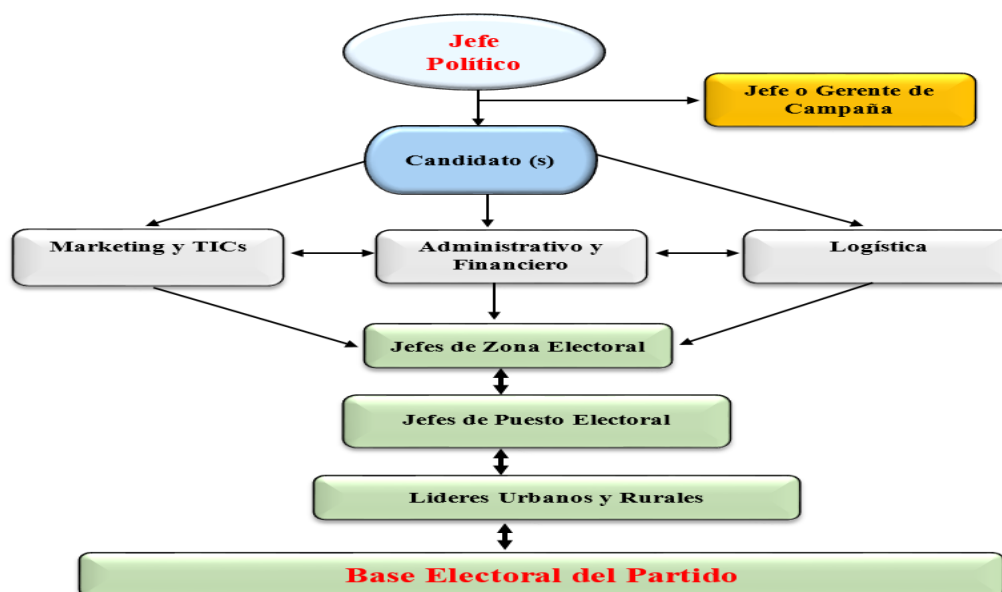 Jefe
Político
Jefe o Gerente de
Campaña
Candidato (s)
Marketing y TICs
Administrativo y
Financiero
Logística
Jefes de Zona Electoral
Jefes de Puesto Electoral
Lideres Urbanos y Rurales
Base Electoral del Partido